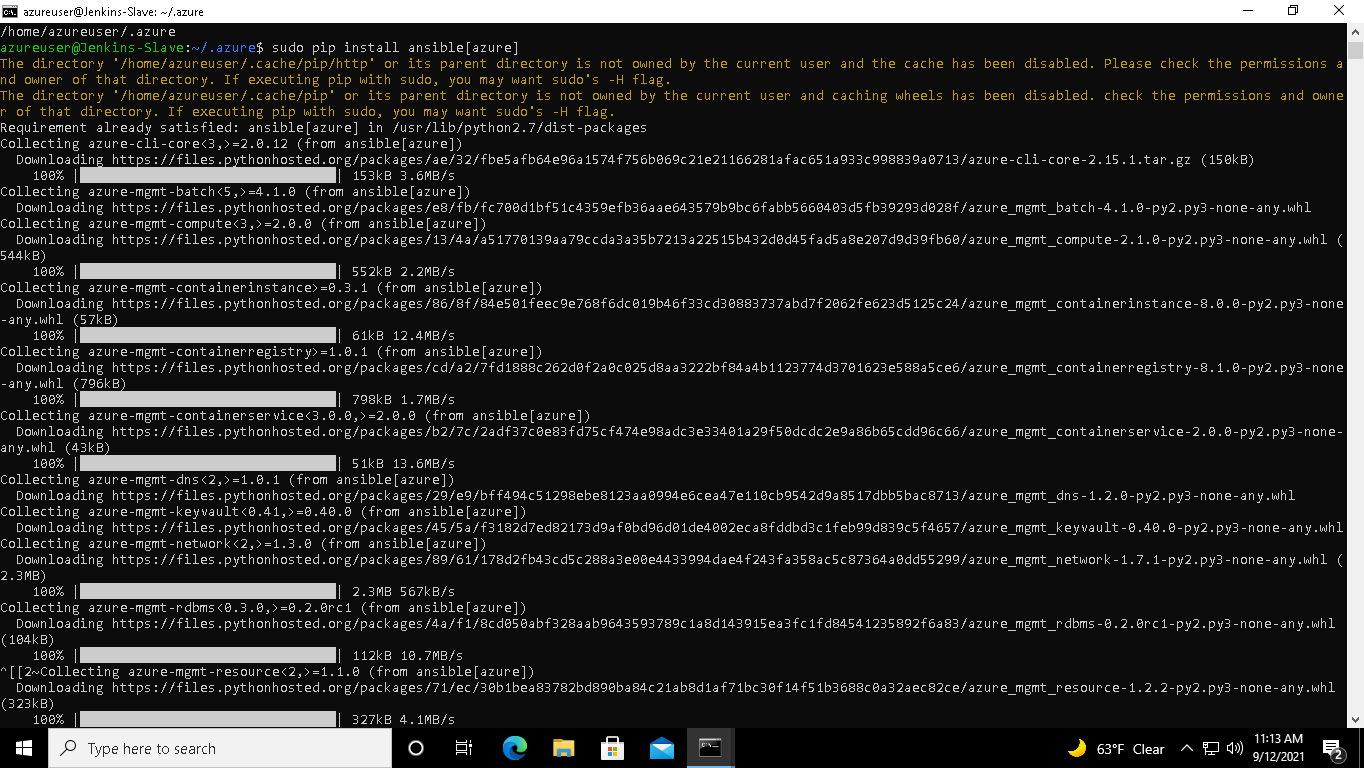 azureuser@Jenkins-Slave: ~/.azure
/home/azureuser/.azure
azureuser@Jenkins-Slave:~/.azure$ sudo pip install ansible[azure]
The directory '/home/azureuser/.cache/pip/http' or its parent directory is not owned by the current user and the cache has been disabled. Please check the permissions a
nd owner of that directory. If executing pip with sudo, you may want sudo's -H flag.
The directory '/home/azureuser/.cache/pip' or its parent directory is not owned by the current user and caching wheels has been disabled. check the permissions and owne
r of that directory. If executing pip with sudo, you may want sudo's -H flag.
Requirement already satisfied: ansible[azure] in /usr/lib/python2.7/dist-packages
Collecting azure-cli-core<3,>=2.0.12 (from ansible[azure])
Downloading https://files.pythonhosted.org/packages/ae/32/fbe5afb64e96a1574f756b069c21e21166281afac651a933c998839a0713/azure-cli-core-2.15.1.tar.gz (150kB)
100% | | 153kB 3.6MB/s
Collecting azure-mgmt-batch<5,>=4.1.0 (from ansible[azure])
Downloading https://files.pythonhosted.org/packages/e8/fb/fc700d1bf51c4359efb36aae643579b9bc6fabb5660403d5fb39293d028f/azure_mgmt_batch-4.1.0-py2.py3-none-any.whl
Collecting azure-mgmt-compute<3,>=2.0.0 (from ansible[azure])
Downloading https://files.pythonhosted.org/packages/13/4a/a51770139aa79ccda3a35b7213a22515b432d0d45fad5a8e207d9d39fb60/azure_mgmt_compute-2.1.0-py2.py3-none-any.whl (
544kB)
100% | | 552kB 2.2MB/s
Collecting azure-mgmt-containerinstance>=0.3.1 (from ansible[azure])
Downloading https://files.pythonhosted.org/packages/86/8f/84e501feec9e768f6dc019b46f33cd30883737abd7f2062fe623d5125c24/azure_mgmt_containerinstance-8.0.0-py2.py3-none
-any.whl (57kB)
100% | | 61kB 12.4MB/s
Collecting azure-mgmt-containerregistry>=1.0.1 (from ansible[azure])
Downloading https://files.pythonhosted.org/packages/cd/a2/7fd1888c262d0f2a0c025d8aa3222bf84a4b1123774d3701623e588a5ce6/azure_mgmt_containerregistry-8.1.0-py2.py3-none
-any.whl (796kB)
100% | | 798kB 1.7MB/s
Collecting azure-mgmt-containerservice<3.0.0,>=2.0.0 (from ansible[azure])
Downloading https://files.pythonhosted.org/packages/b2/7c/2adf37c0e83fd75cf474e98adc3e33401a29f50dcdc2e9a86b65cdd96c66/azure_mgmt_containerservice-2.0.0-py2.py3-none-
any.whl (43kB)
100% | | 51kB 13.6MB/s
Collecting azure-mgmt-dns<2,>=1.0.1 (from ansible[azure])
Downloading https://files.pythonhosted.org/packages/29/e9/bff494c51298ebe8123aa0994e6cea47e110cb9542d9a8517dbb5bac8713/azure_mgmt_dns-1.2.0-py2.py3-none-any.whl
Collecting azure-mgmt-keyvault<0.41,>=0.40.0 (from ansible[azure])
Downloading https://files.pythonhosted.org/packages/45/5a/f3182d7ed82173d9af0bd96d01de4002eca8fddbd3c1feb99d839c5f4657/azure_mgmt_keyvault-0.40.0-py2.py3-none-any.whl
Collecting azure-mgmt-network<2,>=1.3.0 (from ansible[azure])
Downloading https://files.pythonhosted.org/packages/89/61/178d2fb43cd5c288a3e00e4433994dae4f243fa358ac5c87364a0dd55299/azure_mgmt_network-1.7.1-py2.py3-none-any.whl (
2.3MB)
100% | | 2.3MB 567kB/s
Collecting azure-mgmt-rdbms<0.3.0,>=0.2.0rc1 (from ansible[azure])
Downloading https://files.pythonhosted.org/packages/4a/f1/8cd050abf328aab9643593789c1a8d143915ea3fc1fd84541235892f6a83/azure_mgmt_rdbms-0.2.0rc1-py2.py3-none-any.whl
(104kB)
100% | | 112kB 10.7MB/s
^[[2~Collecting azure-mgmt-resource<2,>=1.1.0 (from ansible[azure])
Downloading https://files.pythonhosted.org/packages/71/ec/30b1bea83782bd890ba84c21ab8d1af71bc30f14f51b3688c0a32aec82ce/azure_mgmt_resource-1.2.2-py2.py3-none-any.whl
(323kB)
100% | | 327kB 4.1MB/s
Type here to search
63°F Clear
11:13 AM
9/12/2021
2